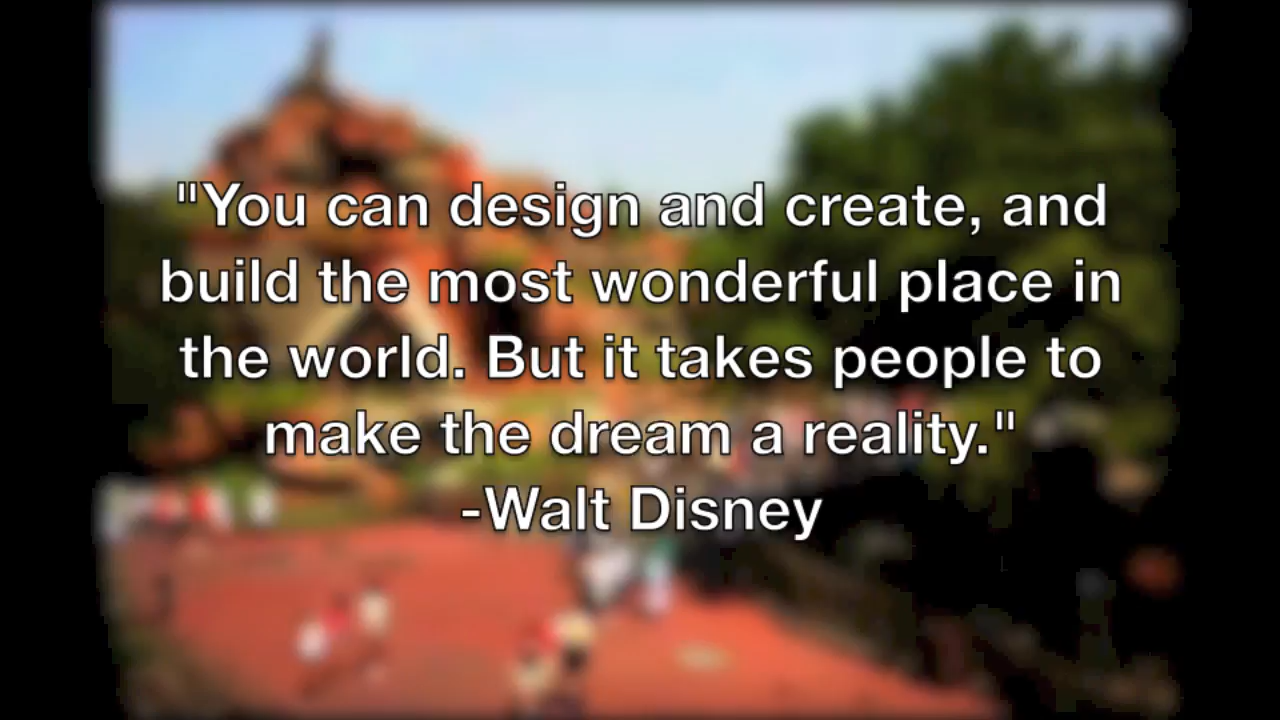 "You can design and create, and
build the most wonderful place in
the world. But it takes people to
make the dream a reality."
-Walt Disney